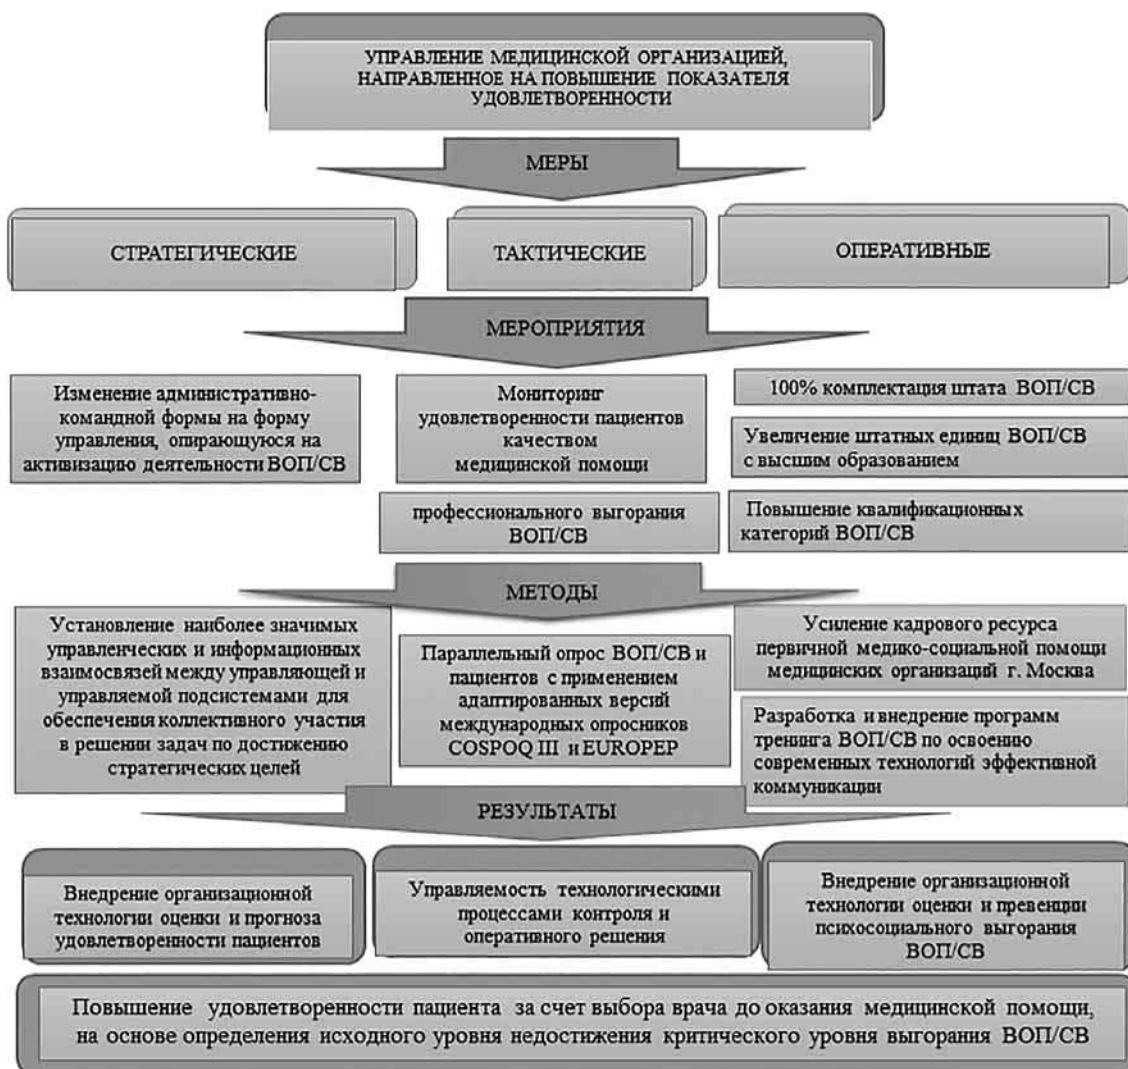 УПРАВЛЕНИЕ МЕДИЦИНСКОЙ ОРГАНИЗАЦИЕЙ,
НАПРАВЛЕННОЕ НА ПОВЫШЕНИЕ ПОКАЗАТЕЛЯ
УДОВЛЕТВОРЕННОСТИ
МЕРЫ
СТРАТЕГИЧЕСКИЕ
ТАКТИЧЕСКИЕ
ОПЕРАТИВНЫЕ
МЕРОПРИЯТИЯ
Изменение административно-
командной формы на форму
управления, опирающуюся на
активизацию деятельности ВОП/СВ
Мониторинг
удовлетворенности пациентов
качеством
медицинской помощи
профессионального выгорания
ВОП/СВ
100% комплектация штата ВОП/СВ
Увеличение штатных единиц ВОП/СВ
с высшим образованием
Повышение квалификационных
категорий ВОП/СВ
МЕТОДЫ
Установление наиболее значимых
управленческих и информационных
взаимосвязей между управляющей и
управляемой подсистемами для
обеспечения коллективного участия
в решении задач по достижению
стратегических целей
Параллельный опрос ВОП/СВ и
пациентов с применением
адаптированных версий
международных опросников
COSPOQ III и EUROPEP
Усиление кадрового ресурса
первичной медико-социальной помощи
медицинских организаций г. Москва
Разработка и внедрение программ
тренинга ВОП/СВ по освоению
современных технологий эффективной
коммуникации
РЕЗУЛЬТАТЫ
Внедрение организационной
технологии оценки и прогноза
удовлетворенности пациентов
Управляемость технологическими
процессами контроля и
оперативного решения
Внедрение организационной
технологии оценки и превенции
психосоциального выгорания
ВОП/СВ
Повышение удовлетворенности пациента за счет выбора врача до оказания медицинской помощи,
на основе определения исходного уровня недостижения критического уровня выгорания ВОП/СВ